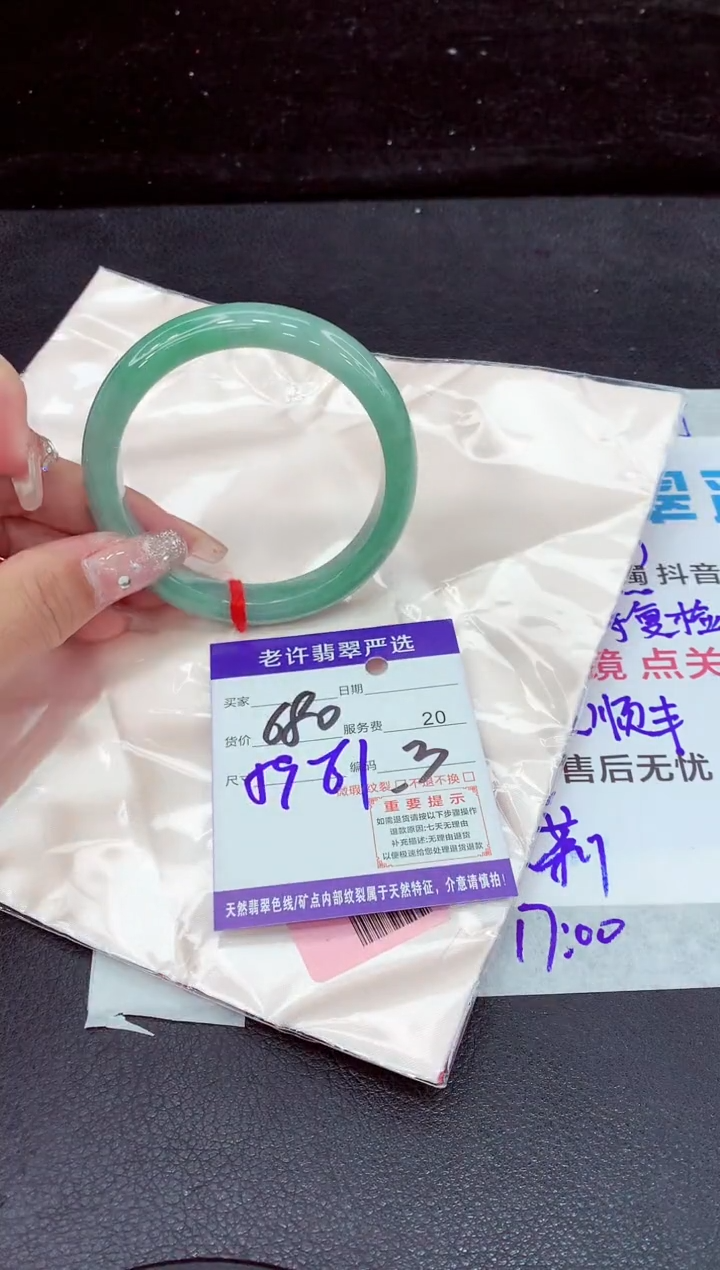 老许翡翠严选
买家 日期
货价 680 服务费 20
尺寸 编码
8961-3
微瑕 纹裂 不退不换
重要提示
如需退货请按以下步骤操作
退款原因:七天无理由
补充描述:无理由退货
以便极速给您处理退货退款
天然翡翠色线/矿点内部纹裂属于天然特征,介意请慎拍!
抖音
复检
镜 点关
顺丰
售后无忧
荆
17:00